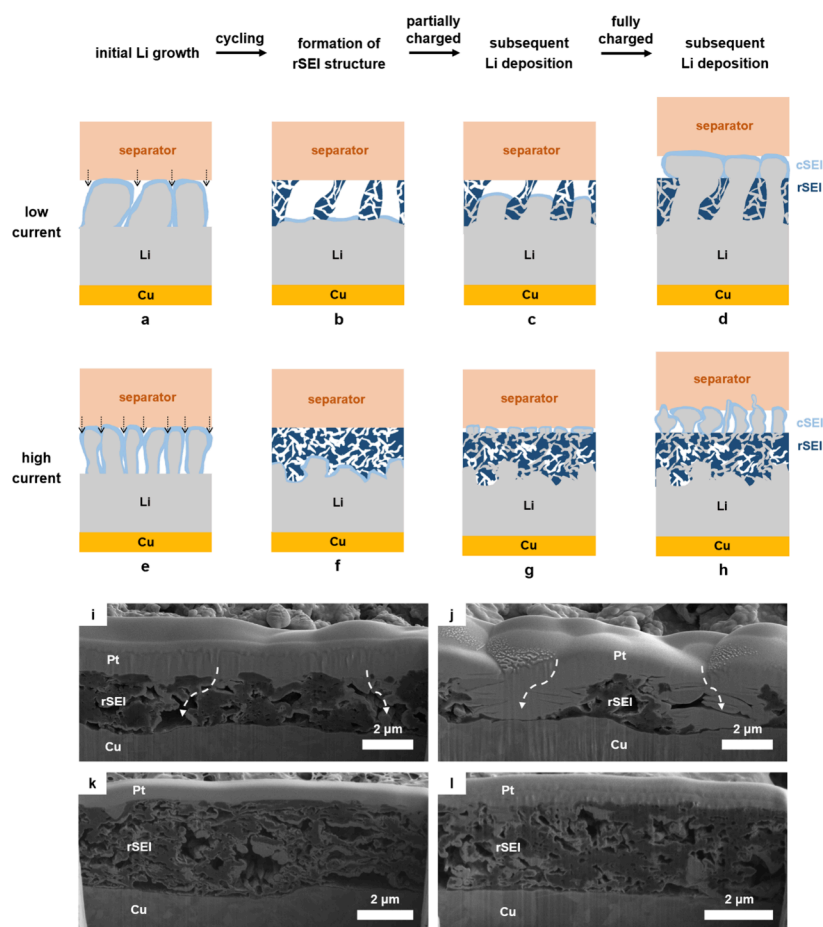 initial Li growth
cycling
formation of
rSEI structure
partially
charged
subsequent
Li deposition
fully
charged
subsequent
Li deposition
low
current
separator
Li
Cu
a
separator
Li
Cu
b
separator
Li
Cu
c
separator
cSEI
rSEI
Li
Cu
d
high
current
separator
Li
Cu
e
separator
Li
Cu
f
separator
Li
Cu
g
separator
cSEI
rSEI
Li
Cu
h
i
Pt
rSEI
Cu
2 μm
j
Pt
rSEI
Cu
2 μm
k
Pt
rSEI
Cu
2 μm
l
Pt
rSEI
Cu
2 μm